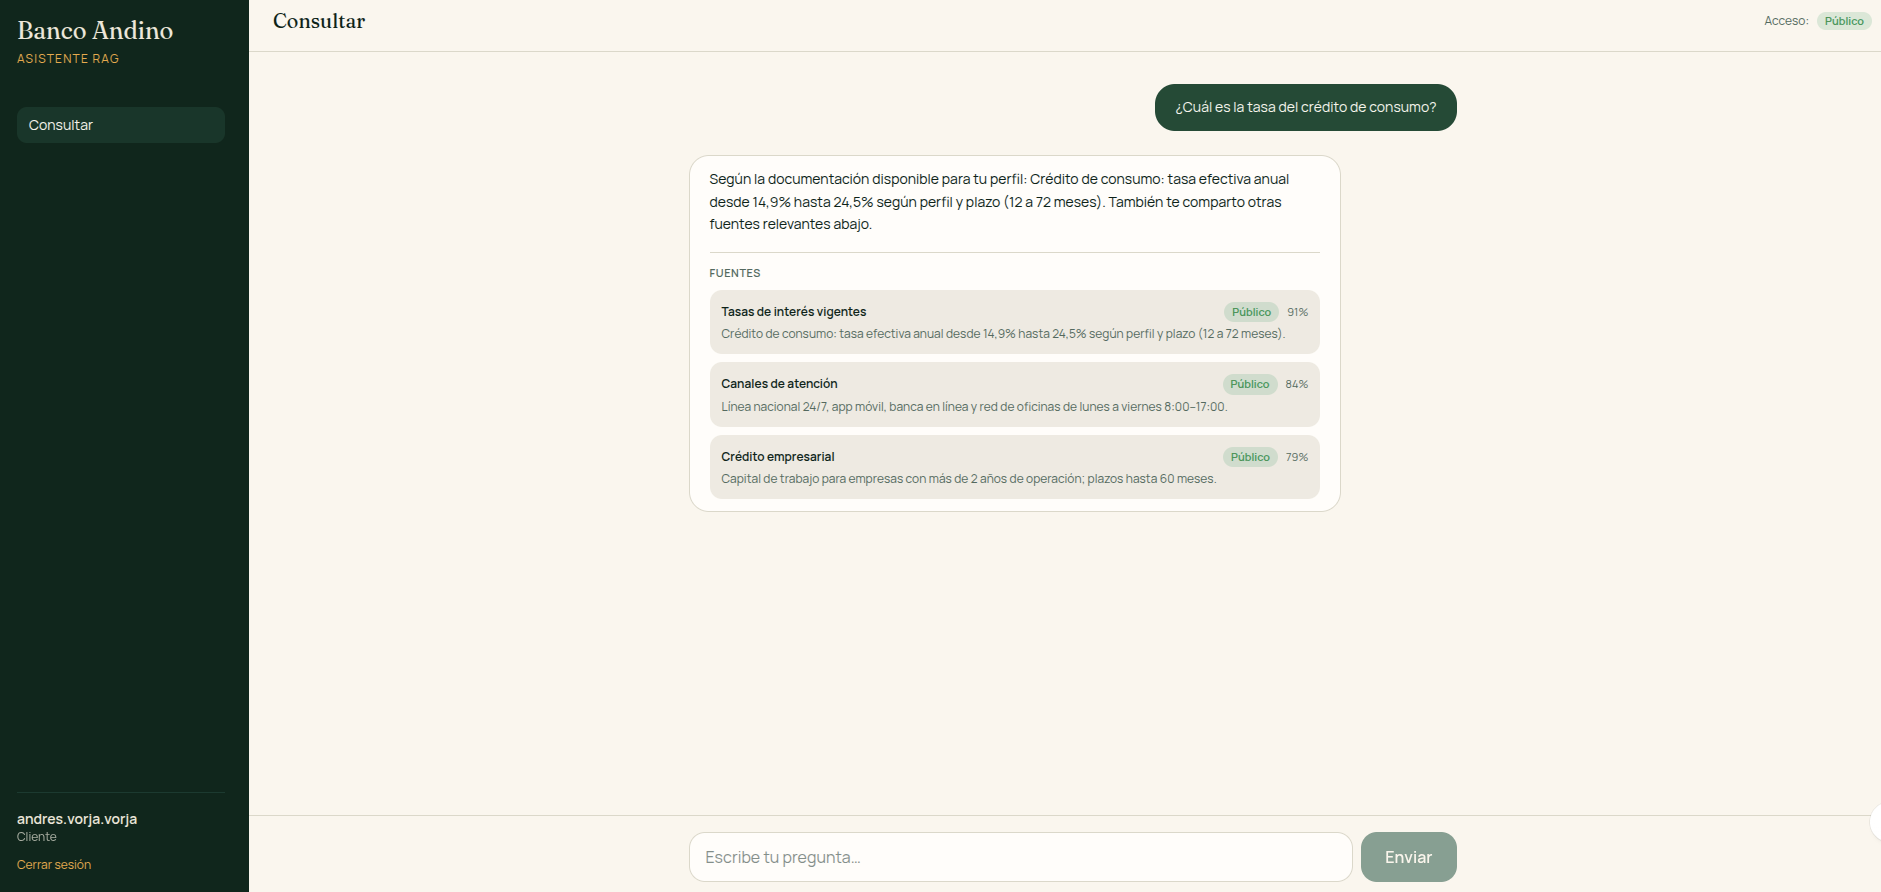 Banco Andino
ASISTENTE RAG
Consultar
andres.vorja.vorja
Cliente
Cerrar sesión
Consultar
Acceso: Público
¿Cuál es la tasa del crédito de consumo?
Según la documentación disponible para tu perfil: Crédito de consumo: tasa efectiva anual
desde 14,9% hasta 24,5% según perfil y plazo (12 a 72 meses). También te comparto otras
fuentes relevantes abajo.
FUENTES
Tasas de interés vigentes Público 91%
Crédito de consumo: tasa efectiva anual desde 14,9% hasta 24,5% según perfil y plazo (12 a 72 meses).
Canales de atención Público 84%
Línea nacional 24/7, app móvil, banca en línea y red de oficinas de lunes a viernes 8:00–17:00.
Crédito empresarial Público 79%
Capital de trabajo para empresas con más de 2 años de operación; plazos hasta 60 meses.
Escribe tu pregunta…
Enviar